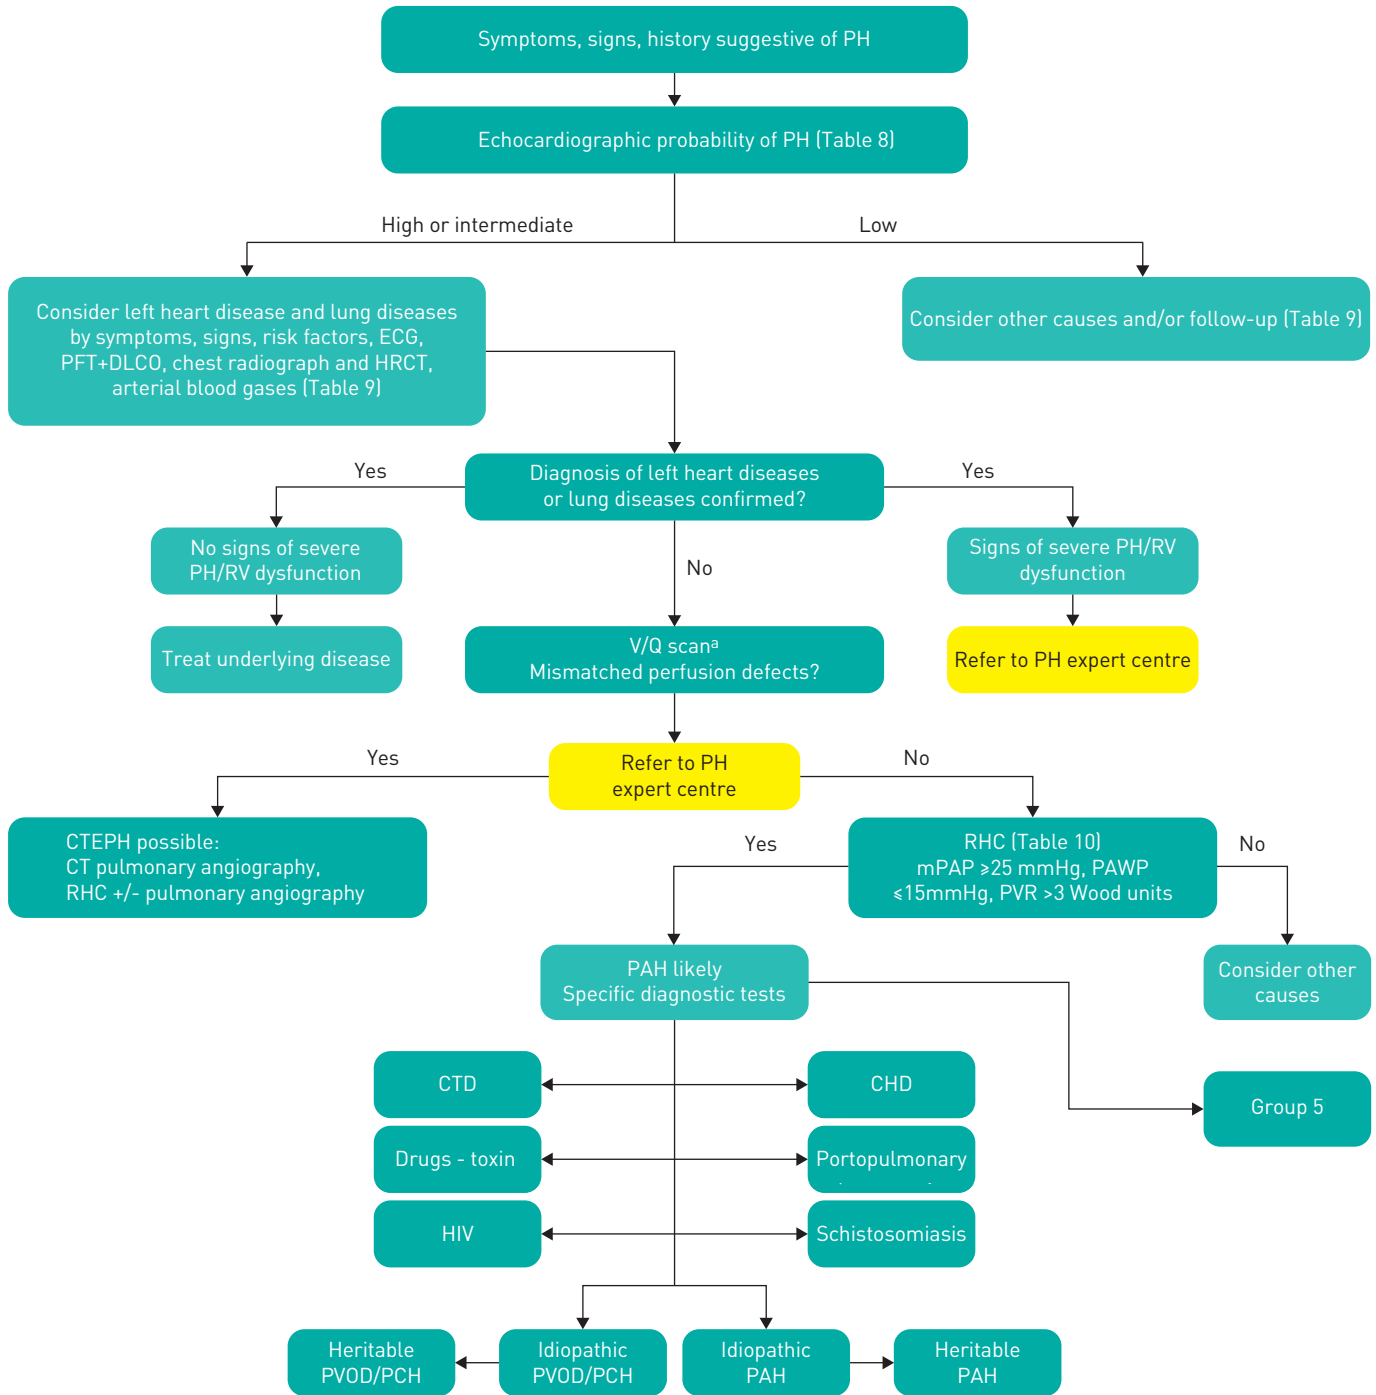 Symptoms, signs, history suggestive of PH
Echocardiographic probability of PH (Table 8)
High or intermediate
Low
Consider left heart disease and lung diseases
by symptoms, signs, risk factors, ECG,
PFT+DLCO, chest radiograph and HRCT,
arterial blood gases (Table 9)
Consider other causes and/or follow-up (Table 9)
Yes
Diagnosis of left heart diseases
or lung diseases confirmed?
Yes
No signs of severe
PH/RV dysfunction
Signs of severe PH/RV
dysfunction
No
Treat underlying disease
V/Q scanᵃ
Mismatched perfusion defects?
Refer to PH expert centre
Yes
Refer to PH
expert centre
No
CTEPH possible:
CT pulmonary angiography,
RHC +/- pulmonary angiography
Yes
RHC (Table 10)
mPAP ⩾25 mmHg, PAWP
⩽15mmHg, PVR >3 Wood units
No
PAH likely
Specific diagnostic tests
Consider other
causes
CTD
CHD
Group 5
Drugs - toxin
Portopulmonary
HIV
Schistosomiasis
Heritable
PVOD/PCH
Idiopathic
PVOD/PCH
Idiopathic
PAH
Heritable
PAH